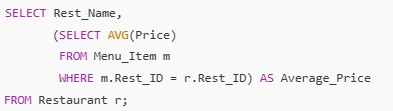 SELECT Rest_Name,
       (SELECT AVG(Price)
        FROM Menu_Item m
        WHERE m.Rest_ID = r.Rest_ID) AS Average_Price
FROM Restaurant r;